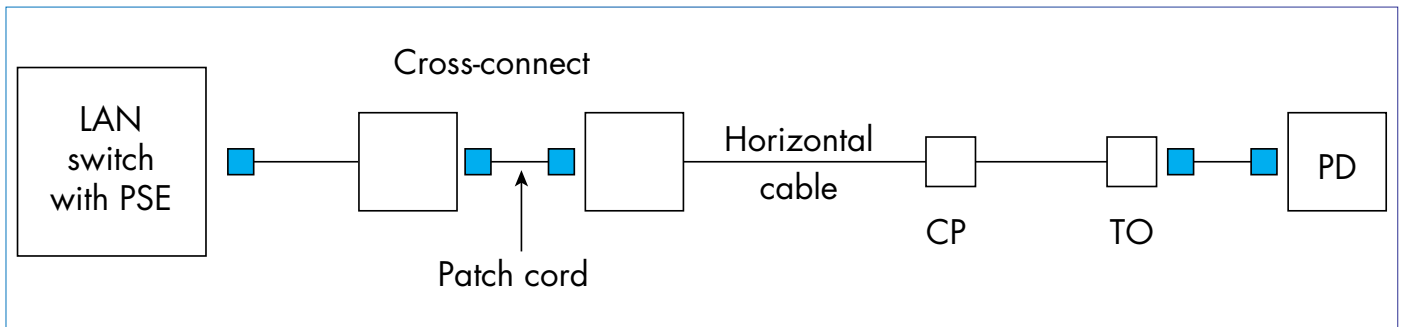 Cross-connect
LAN
switch
with PSE
Horizontal
cable
PD
CP
TO
Patch cord